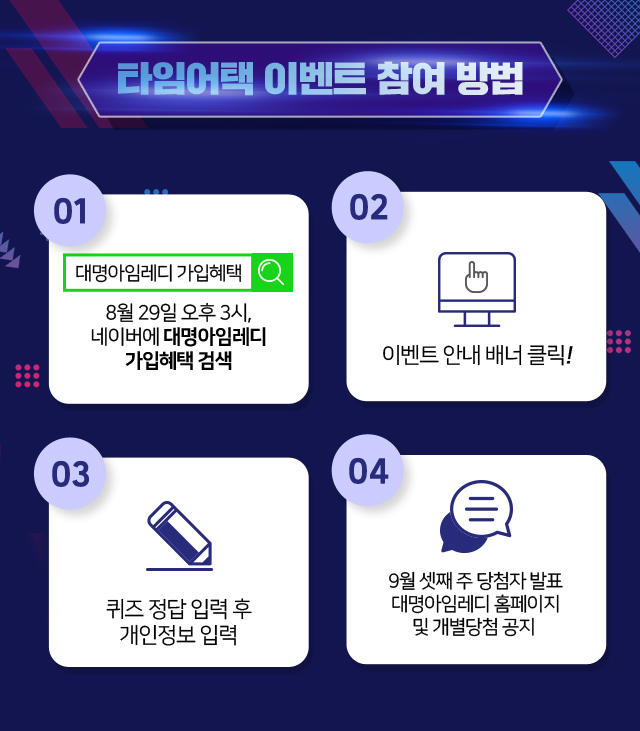 타임어택 이벤트 참여 방법
01
대명아임레디 가입혜택
8월 29일 오후 3시,
네이버에 대명아임레디
가입혜택 검색
02
이벤트 안내 배너 클릭!
03
퀴즈 정답 입력 후
개인정보 입력
04
9월 셋째 주 당첨자 발표
대명아임레디 홈페이지
및 개별당첨 공지